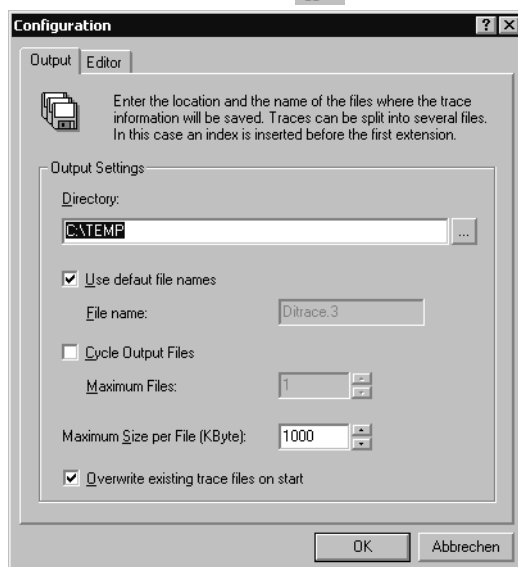 Configuration
Output Editor
Enter the location and the name of the files where the trace
information will be saved. Traces can be split into several files.
In this case an index is inserted before the first extension.
Output Settings
Directory:
C:\TEMP ...
Use defaut file names
File name: Ditrace.3
Cycle Output Files
Maximum Files: 1
Maximum Size per File (KByte): 1000
Overwrite existing trace files on start
OK Abbrechen